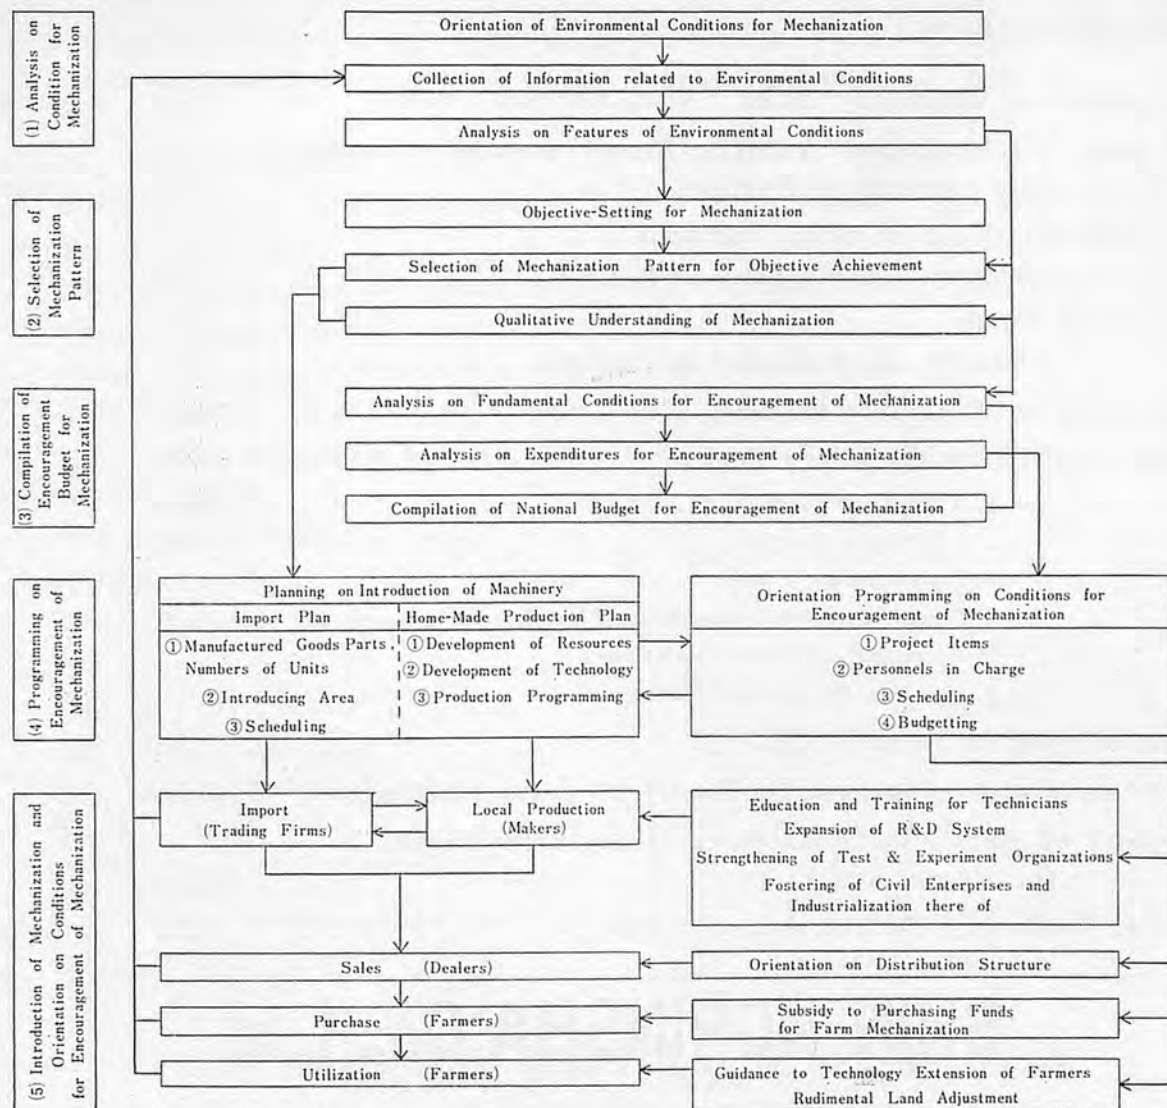 (1) Analysis on
Condition for
Mechanization
Orientation of Environmental Conditions for Mechanization
Collection of Information related to Environmental Conditions
Analysis on Features of Environmental Conditions
(2) Selection of
Mechanization
Pattern
Objective-Setting for Mechanization
Selection of Mechanization Pattern for Objective Achievement
Qualitative Understanding of Mechanization
(3) Compilation of
Encouragement
Budget for
Mechanization
Analysis on Fundamental Conditions for Encouragement of Mechanization
Analysis on Expenditures for Encouragement of Mechanization
Compilation of National Budget for Encouragement of Mechanization
(4) Programming on
Encouragement of
Mechanization
Planning on Introduction of Machinery
Import Plan
①Manufactured Goods Parts,
Numbers of Units
②Introducing Area
③Scheduling
Home-Made Production Plan
①Development of Resources
②Development of Technology
③Production Programming
Orientation Programming on Conditions for
Encouragement of Mechanization
①Project Items
②Personnels in Charge
③Scheduling
④Budgetting
(5) Introduction of Mechanization and
Orientation on Conditions
for Encouragement of Mechanization
Import
(Trading Firms)
Local Production
(Makers)
Education and Training for Technicians
Expansion of R&D System
Strengthening of Test & Experiment Organizations
Fostering of Civil Enterprises and
Industrialization there of
Sales (Dealers)
Orientation on Distribution Structure
Purchase (Farmers)
Subsidy to Purchasing Funds
for Farm Mechanization
Utilization (Farmers)
Guidance to Technology Extension of Farmers
Rudimental Land Adjustment